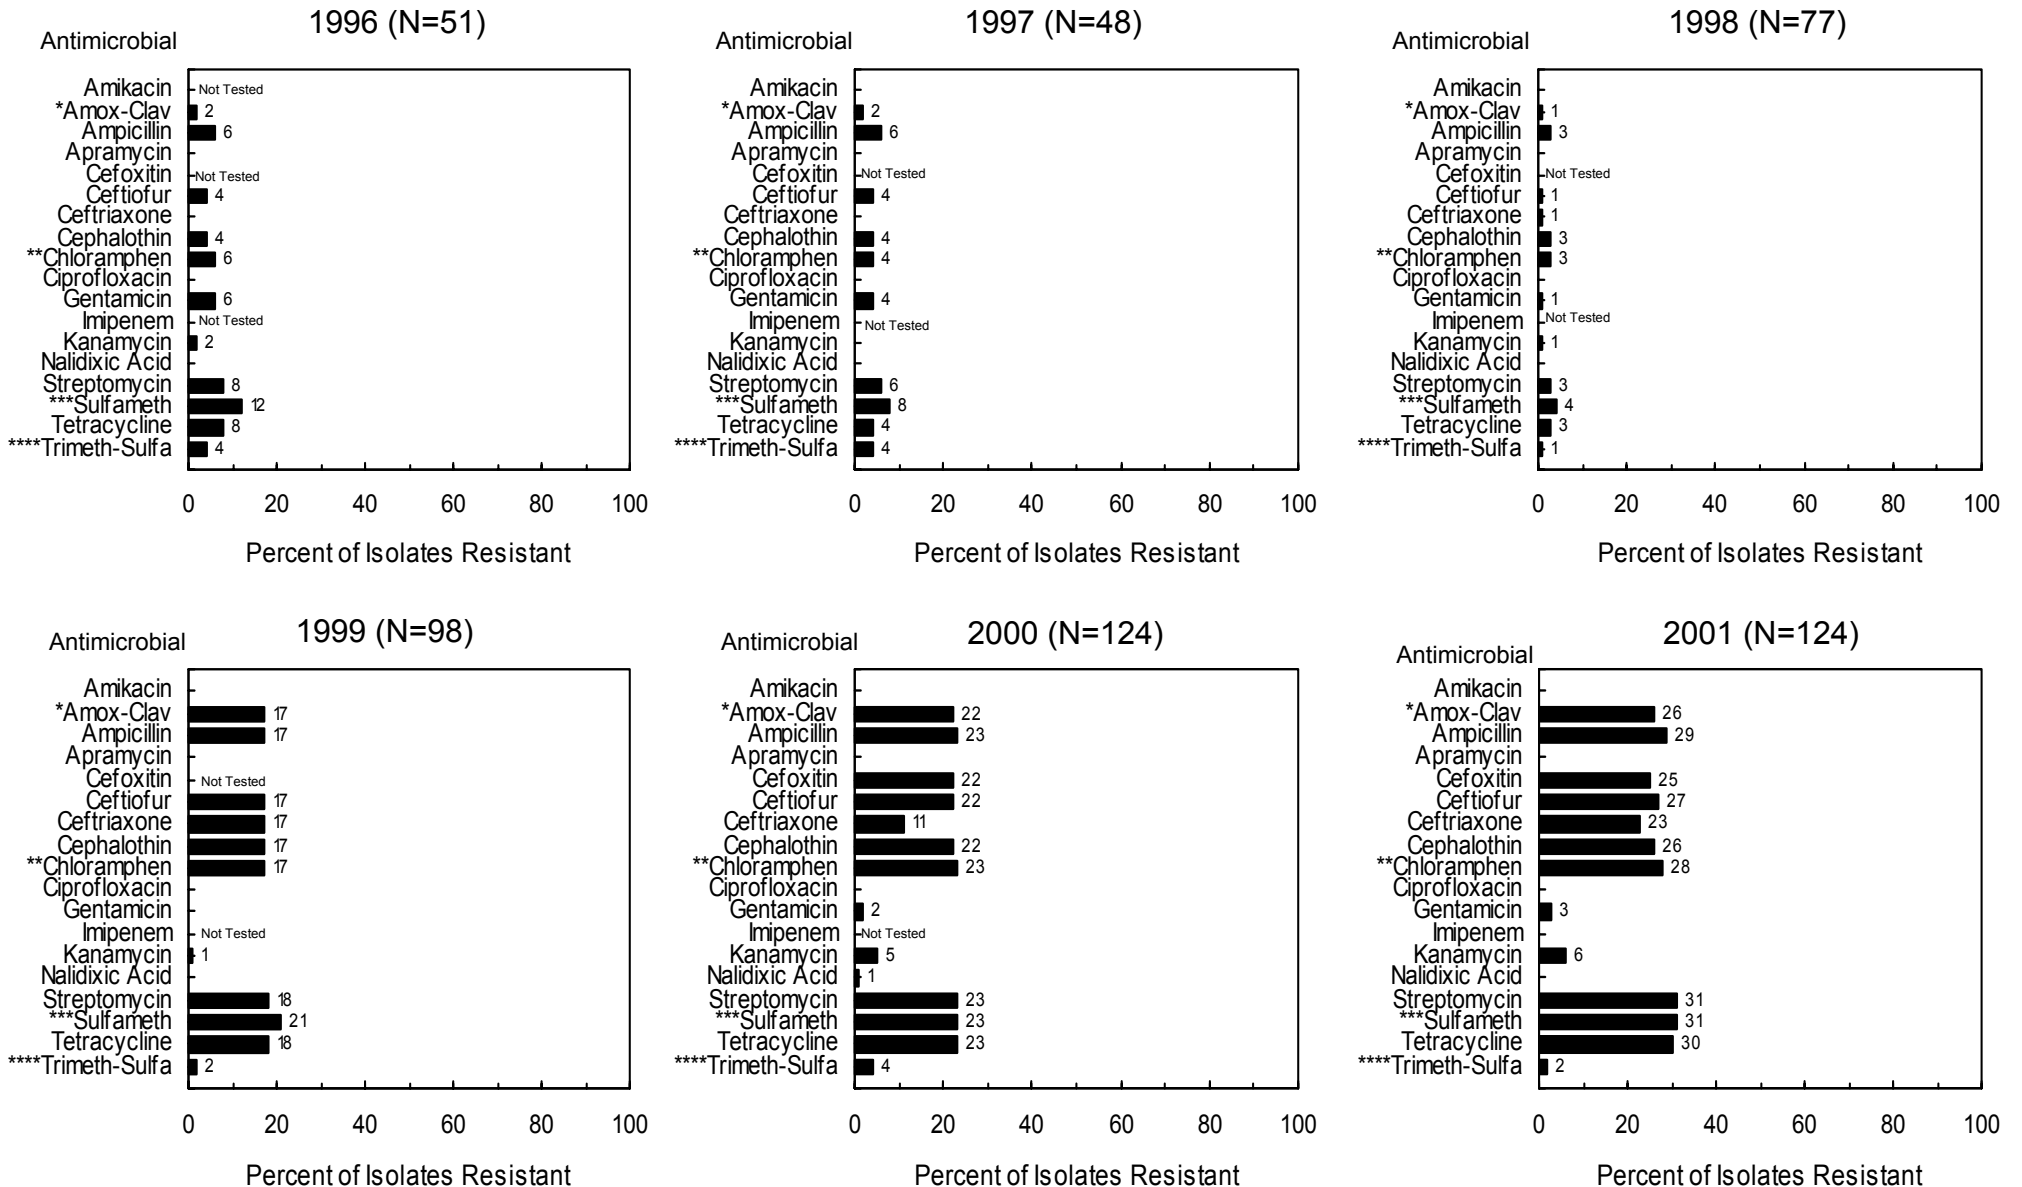 1996 (N=51)
Antimicrobial
Amikacin Not Tested
*Amox-Clav 2
Ampicillin 6
Apramycin
Cefoxitin Not Tested
Ceftiofur 4
Ceftriaxone
Cephalothin 4
**Chloramphen 6
Ciprofloxacin
Gentamicin 6
Imipenem Not Tested
Kanamycin 2
Nalidixic Acid
Streptomycin 8
***Sulfameth 12
Tetracycline 8
****Trimeth-Sulfa 4
0 20 40 60 80 100
Percent of Isolates Resistant
1997 (N=48)
Antimicrobial
Amikacin
*Amox-Clav 2
Ampicillin 6
Apramycin
Cefoxitin Not Tested
Ceftiofur 4
Ceftriaxone
Cephalothin 4
**Chloramphen 4
Ciprofloxacin
Gentamicin 4
Imipenem Not Tested
Kanamycin
Nalidixic Acid
Streptomycin 6
***Sulfameth 8
Tetracycline 4
****Trimeth-Sulfa 4
0 20 40 60 80 100
Percent of Isolates Resistant
1998 (N=77)
Antimicrobial
Amikacin
*Amox-Clav 1
Ampicillin 3
Apramycin
Cefoxitin Not Tested
Ceftiofur 1
Ceftriaxone 1
Cephalothin 3
**Chloramphen 3
Ciprofloxacin
Gentamicin 1
Imipenem Not Tested
Kanamycin 1
Nalidixic Acid
Streptomycin 3
***Sulfameth 4
Tetracycline 3
****Trimeth-Sulfa 1
0 20 40 60 80 100
Percent of Isolates Resistant
1999 (N=98)
Antimicrobial
Amikacin
*Amox-Clav 17
Ampicillin 17
Apramycin
Cefoxitin Not Tested
Ceftiofur 17
Ceftriaxone 17
Cephalothin 17
**Chloramphen 17
Ciprofloxacin
Gentamicin
Imipenem Not Tested
Kanamycin 1
Nalidixic Acid
Streptomycin 18
***Sulfameth 21
Tetracycline 18
****Trimeth-Sulfa 2
0 20 40 60 80 100
Percent of Isolates Resistant
2000 (N=124)
Antimicrobial
Amikacin
*Amox-Clav 22
Ampicillin 23
Apramycin
Cefoxitin 22
Ceftiofur 22
Ceftriaxone 11
Cephalothin 22
**Chloramphen 23
Ciprofloxacin
Gentamicin 2
Imipenem Not Tested
Kanamycin 5
Nalidixic Acid 1
Streptomycin 23
***Sulfameth 23
Tetracycline 23
****Trimeth-Sulfa 4
0 20 40 60 80 100
Percent of Isolates Resistant
2001 (N=124)
Antimicrobial
Amikacin
*Amox-Clav 26
Ampicillin 29
Apramycin
Cefoxitin 25
Ceftiofur 27
Ceftriaxone 23
Cephalothin 26
**Chloramphen 28
Ciprofloxacin
Gentamicin 3
Imipenem
Kanamycin 6
Nalidixic Acid
Streptomycin 31
***Sulfameth 31
Tetracycline 30
****Trimeth-Sulfa 2
0 20 40 60 80 100
Percent of Isolates Resistant